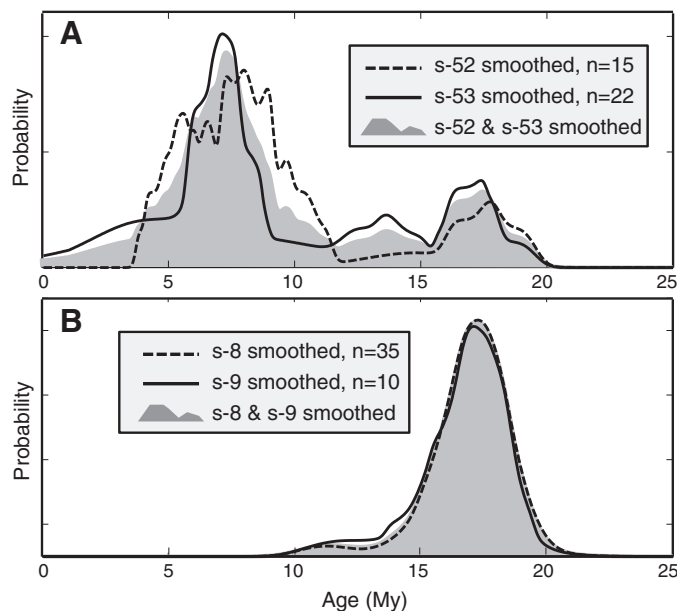 A
s-52 smoothed, n=15
s-53 smoothed, n=22
s-52 & s-53 smoothed
Probability
0 5 10 15 20 25
B
s-8 smoothed, n=35
s-9 smoothed, n=10
s-8 & s-9 smoothed
Probability
0 5 10 15 20 25
Age (My)